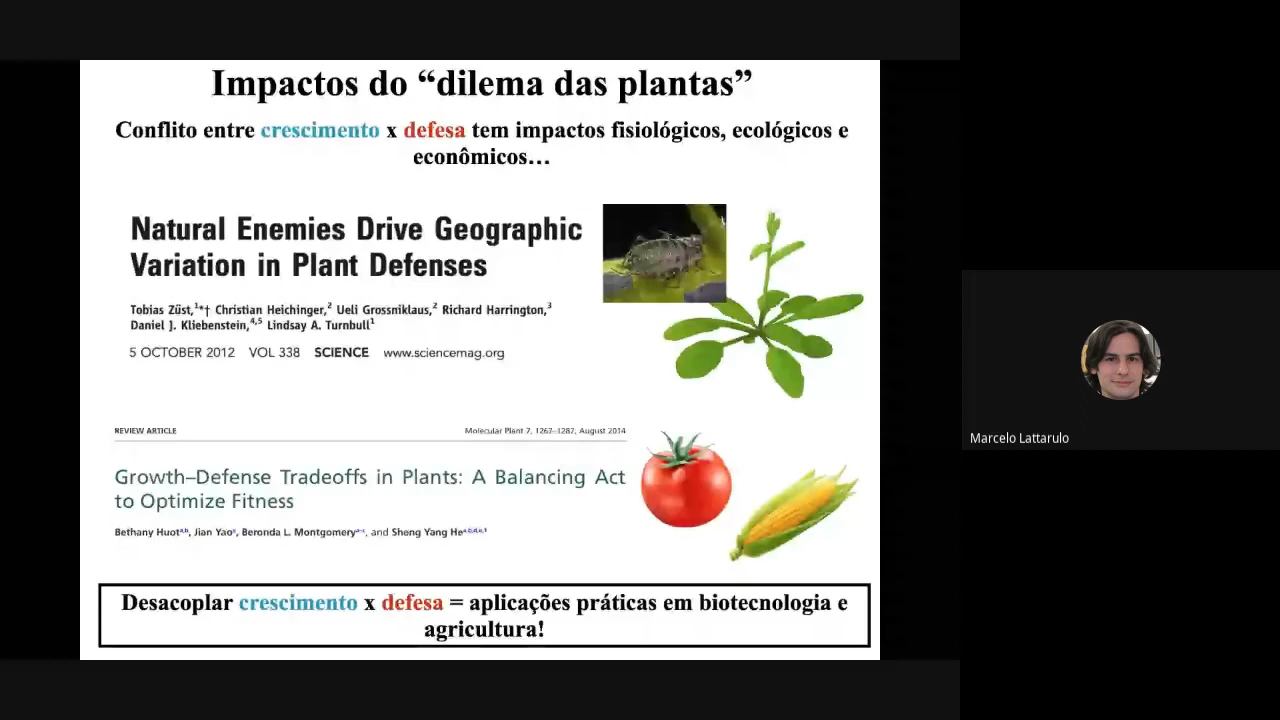 Impactos do “dilema das plantas”
Conflito entre crescimento x defesa tem impactos fisiológicos, ecológicos e
econômicos…
Natural Enemies Drive Geographic
Variation in Plant Defenses
Tobias Züst,1*† Christian Heichinger,2 Ueli Grossniklaus,2 Richard Harrington,3
Daniel J. Kliebenstein,4,5 Lindsay A. Turnbull1
5 OCTOBER 2012 VOL 338 SCIENCE www.sciencemag.org
REVIEW ARTICLE Molecular Plant 7, 1267–1287, August 2014
Growth–Defense Tradeoffs in Plants: A Balancing Act
to Optimize Fitness
Bethany Huot, Jian Yao, Beronda L. Montgomery, and Sheng Yang He
Marcelo Lattarulo
Desacoplar crescimento x defesa = aplicações práticas em biotecnologia e
agricultura!